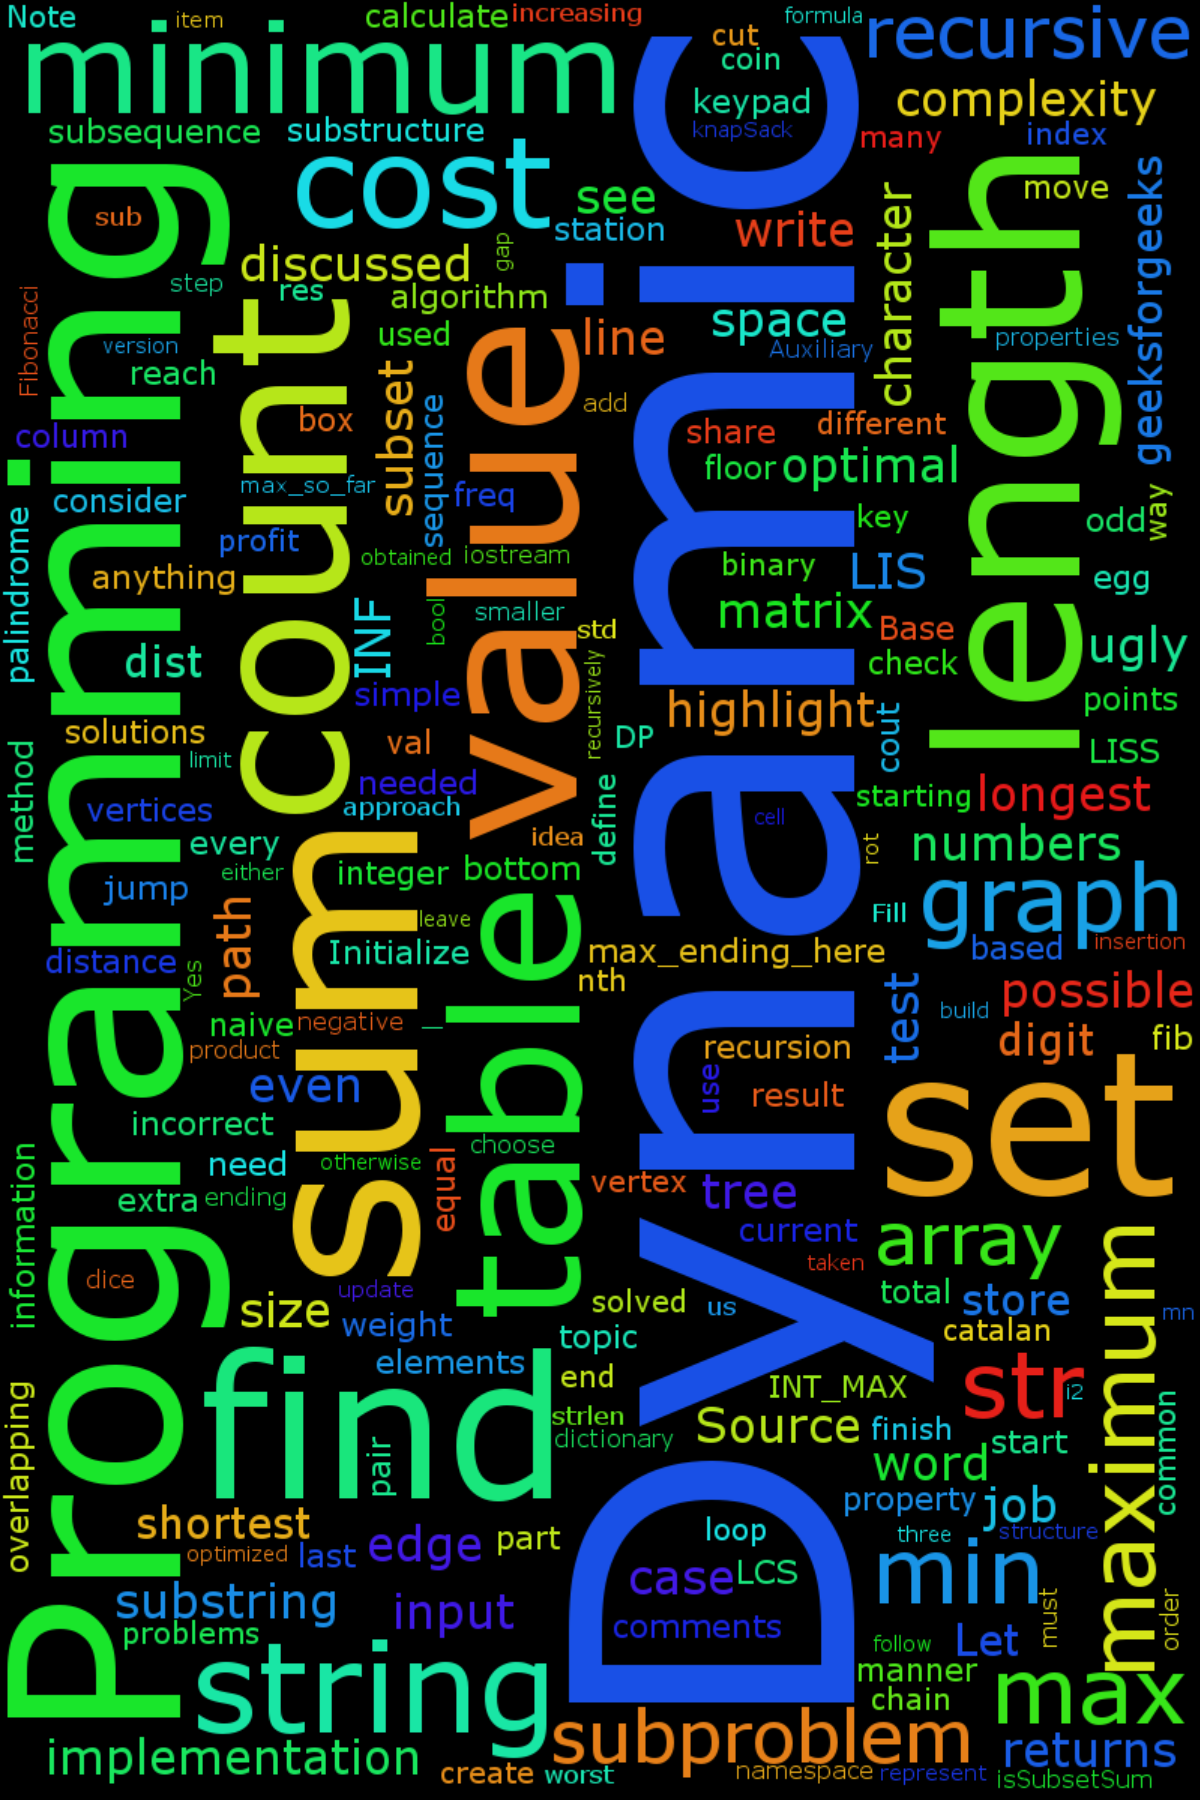 Note
item
calculate
increasing
formula
recursive
minimum
cut
coin
complexity
keypad
knapSack
subsequence
substructure
many
index
cost
see
station
write
character
move
geeksforgeeks
sub
gap
discussed
step
res
algorithm
Dynamic
Programming
length
Fibonacci
version
reach
used
line
space
Auxiliary
properties
count
value
subset
sequence
add
box
column
share
different
floor
optimal
consider
max_so_far
freq
key
odd
way
palindrome
profit
obtained
iostream
binary
LIS
egg
anything
INF
bool
smaller
std
matrix
Base
check
ugly
dist
simple
recursively
highlight
points
solutions
limit
val
DP
cout
LISS
method
needed
vertices
approach
define
starting
longest
cell
every
idea
rot
numbers
either
integer
bottom
jump
sum
table
graph
path
leave
Fill
distance
Yes
Initialize
max_ending_here
based
insertion
nth
test
possible
build
naive
negative
_
product
recursion
digit
fib
even
use
result
set
incorrect
choose
need
otherwise
equal
vertex
tree
information
extra
ending
current
array
maximum
taken
dice
update
size
weight
solved
us
total
store
mn
topic
catalan
find
elements
end
INT_MAX
str
i2
overlapping
strlen
dictionary
Source
finish
start
common
pair
word
property
job
shortest
optimized
last
edge
part
loop
three
structure
case
LCS
min
substring
input
comments
must
order
problems
follow
Let
string
manner
chain
max
implementation
subproblem
returns
create
worst
namespace
represent
isSubsetSum